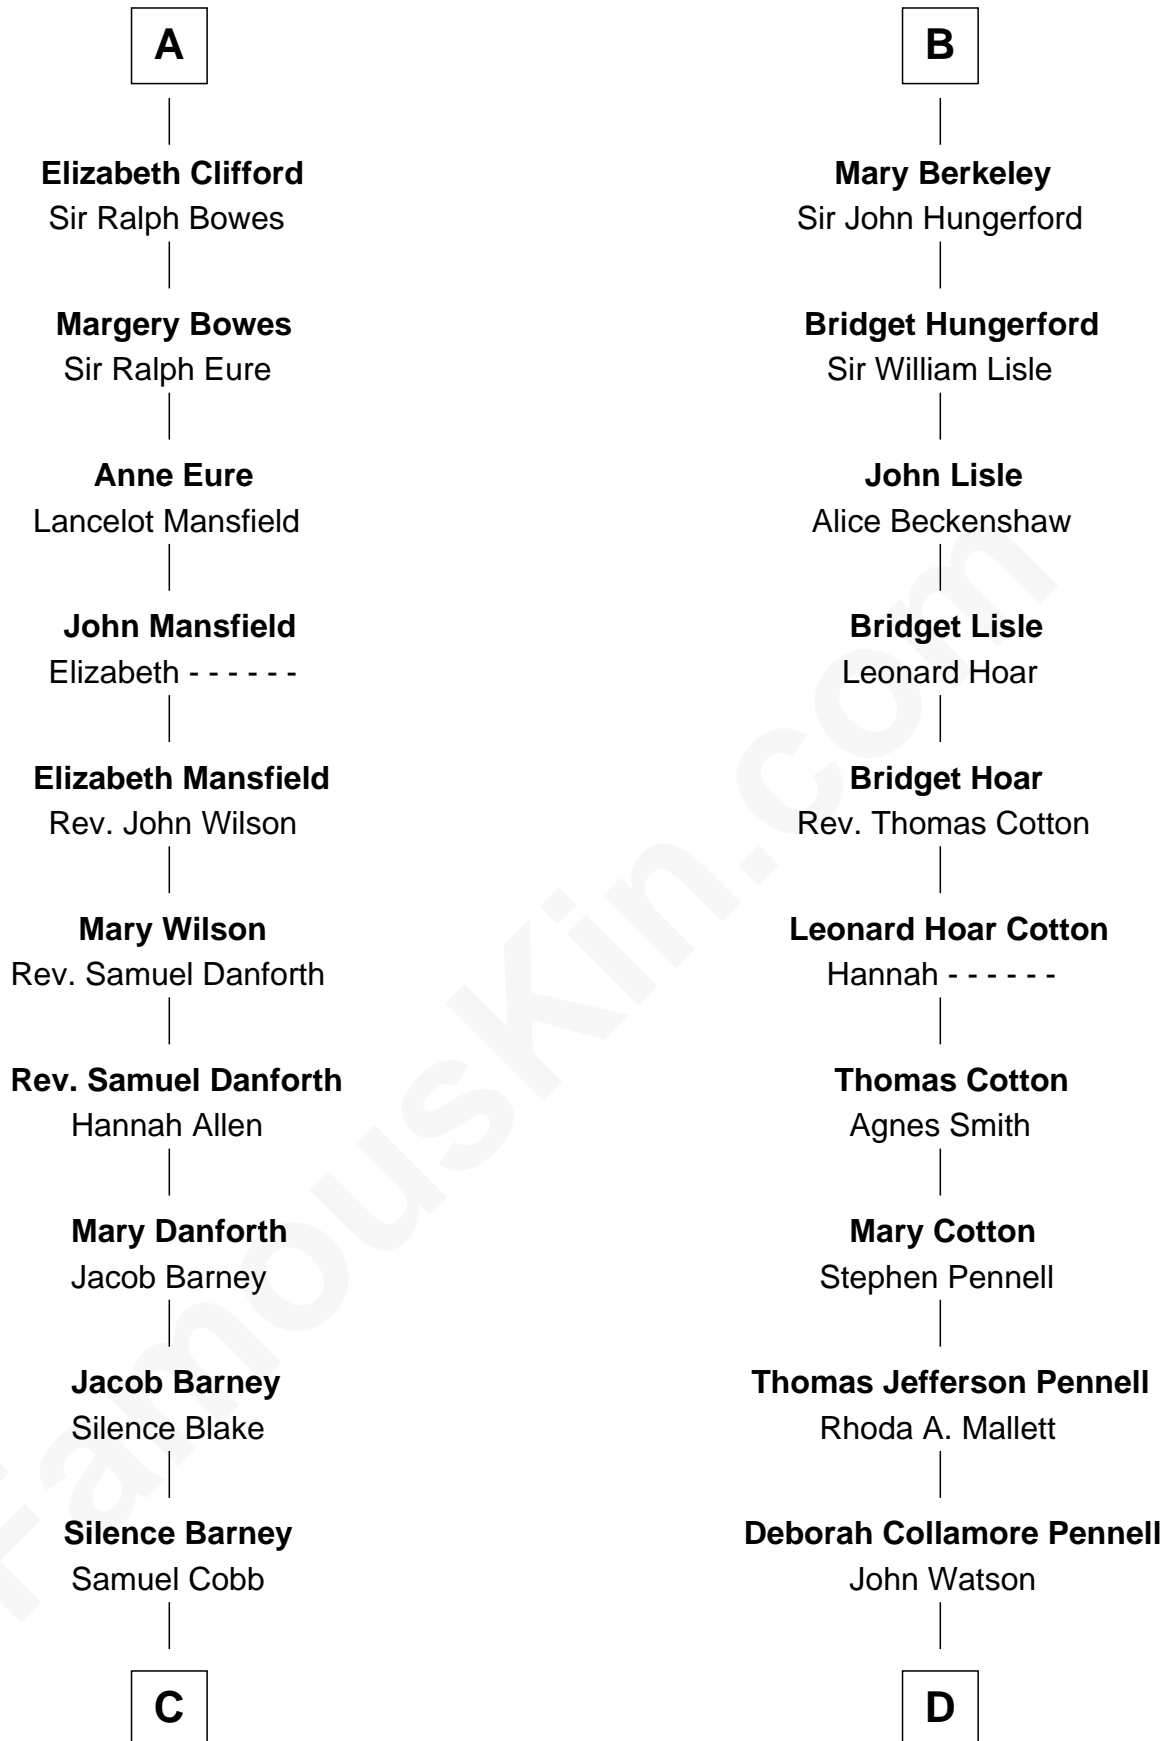 A
Elizabeth Clifford
Sir Ralph Bowes
Margery Bowes
Sir Ralph Eure
Anne Eure
Lancelot Mansfield
John Mansfield
Elizabeth - - - - - -
Elizabeth Mansfield
Rev. John Wilson
Mary Wilson
Rev. Samuel Danforth
Rev. Samuel Danforth
Hannah Allen
Mary Danforth
Jacob Barney
Jacob Barney
Silence Blake
Silence Barney
Samuel Cobb
C
B
Mary Berkeley
Sir John Hungerford
Bridget Hungerford
Sir William Lisle
John Lisle
Alice Beckenshaw
Bridget Lisle
Leonard Hoar
Bridget Hoar
Rev. Thomas Cotton
Leonard Hoar Cotton
Hannah - - - - - -
Thomas Cotton
Agnes Smith
Mary Cotton
Stephen Pennell
Thomas Jefferson Pennell
Rhoda A. Mallett
Deborah Collamore Pennell
John Watson
D
FamousKin.com